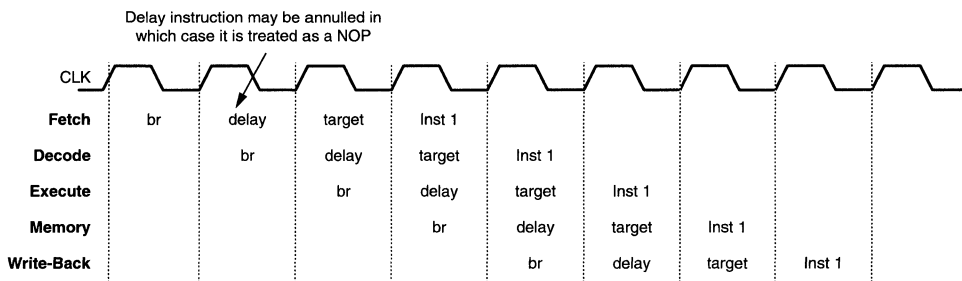 Delay instruction may be annulled in
which case it is treated as a NOP
CLK
Fetch br delay target Inst 1
Decode br delay target Inst 1
Execute br delay target Inst 1
Memory br delay target Inst 1
Write-Back br delay target Inst 1